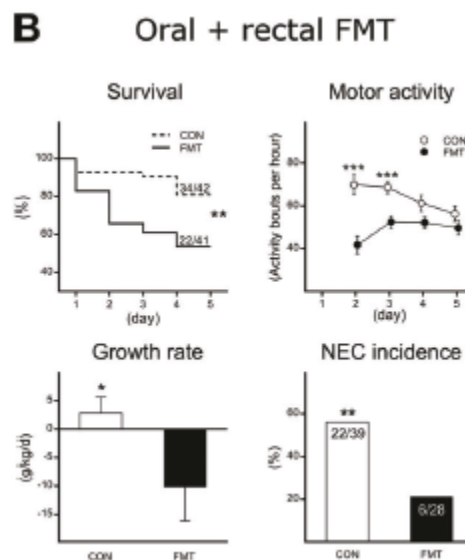 B Oral + rectal FMT
Survival
CON
FMT
100
80
60
40
(%)
34/42
**
22/41
1 2 3 4 5
(day)
Motor activity
CON
FMT
80
60
40
(Activity bouts per hour)
*** ***
1 2 3 4 5
(day)
Growth rate
5
0
-5
-10
-15
(g/kg/d)
*
CON FMT
NEC incidence
60
40
20
(%)
**
22/39
6/28
CON FMT